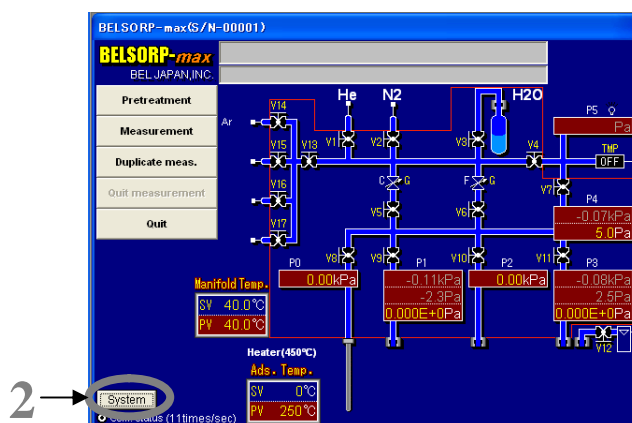 BELSORP-max(S/N-00001)
BELSORP-max
BEL JAPAN,INC.
Pretreatment
Measurement
Duplicate meas.
Quit measurement
Quit
He N2 H2O
V14
Ar
V15 V13 V1 V2 V3 V4
P5
Pa
TMP
OFF
V16
C G F G
V7
V17
V5 V6
P4
-0.07kPa
5.0Pa
V8 V9 V10 V11
P0 P1 P2 P3
0.00kPa -0.11kPa 0.00kPa -0.08kPa
-2.3Pa 2.5Pa
0.000E+0Pa 0.000E+0Pa
V12
Manifold Temp.
SV 40.0℃
PV 40.0℃
Heater(450℃)
Ads. Temp.
SV 0℃
PV 250℃
2
System
status (11times/sec)